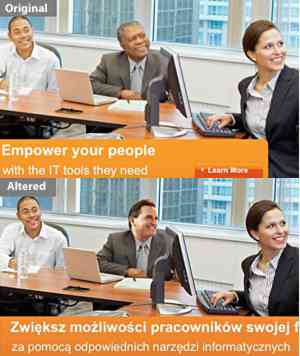 Original
Empower your people
with the IT tools they need
Learn More
Altered
Zwiększ możliwości pracowników swojej f
za pomocą odpowiednich narzędzi informatycznych